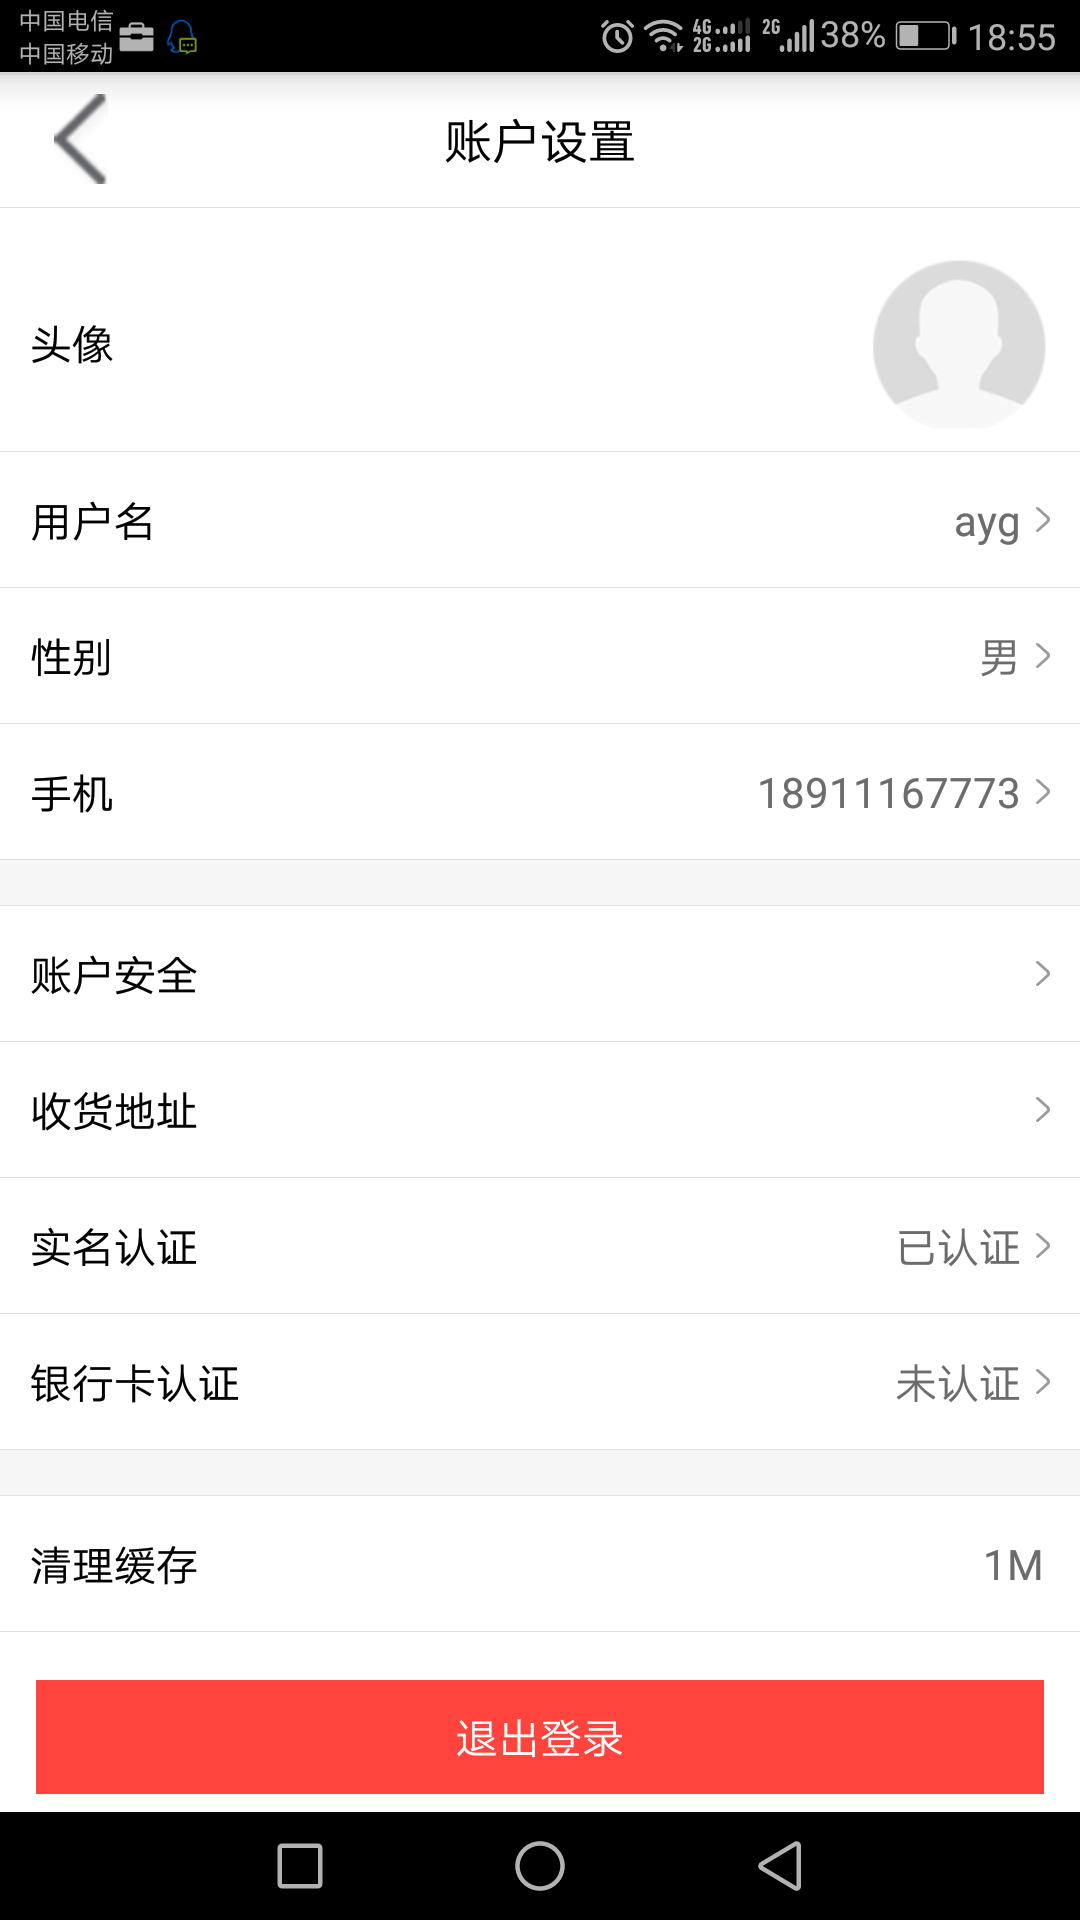 中国电信
中国移动
4G 2G 2G 38% 18:55
账户设置
头像
用户名 ayg
性别 男
手机 18911167773
账户安全
收货地址
实名认证 已认证
银行卡认证 未认证
清理缓存 1M
退出登录